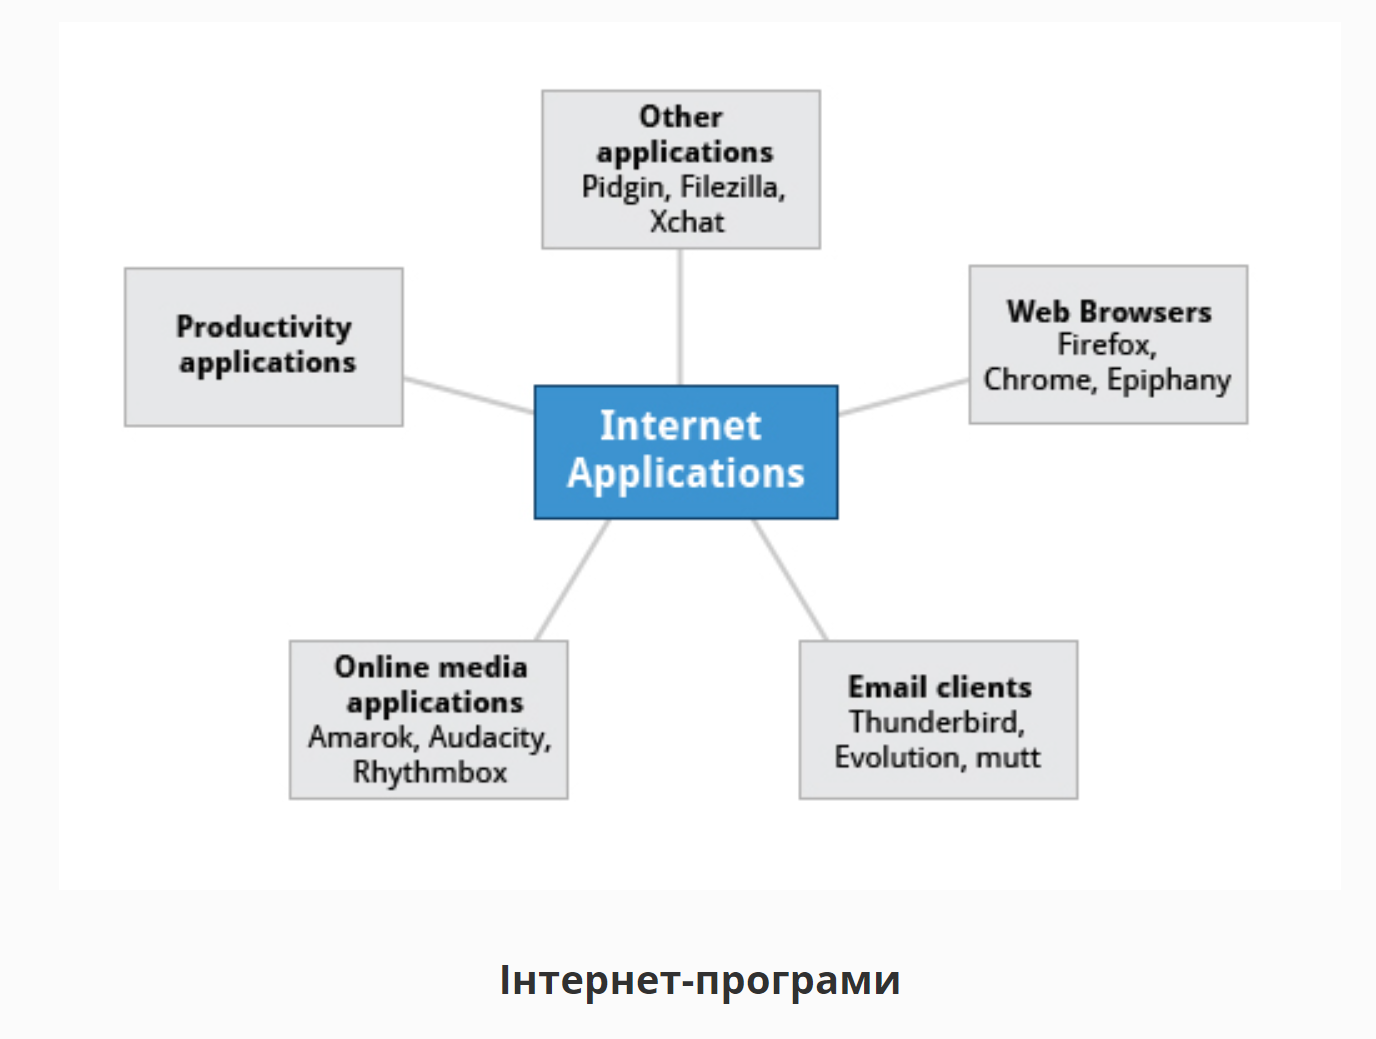 Other
applications
Pidgin, Filezilla,
Xchat
Productivity
applications
Web Browsers
Firefox,
Chrome, Epiphany
Internet
Applications
Online media
applications
Amarok, Audacity,
Rhythmbox
Email clients
Thunderbird,
Evolution, mutt
Інтернет-програми